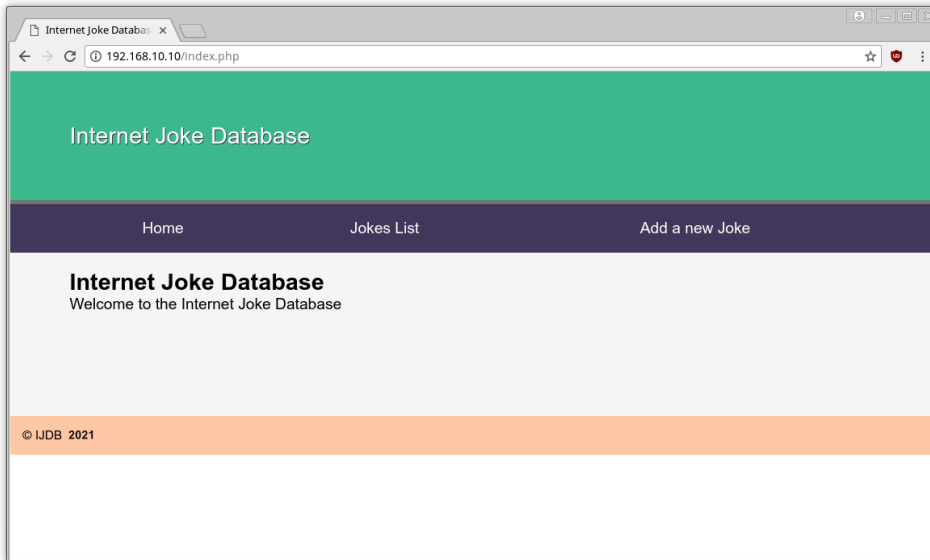 Internet Joke Databas
192.168.10.10/index.php
Internet Joke Database
Home Jokes List Add a new Joke
Internet Joke Database
Welcome to the Internet Joke Database
© IJDB 2021